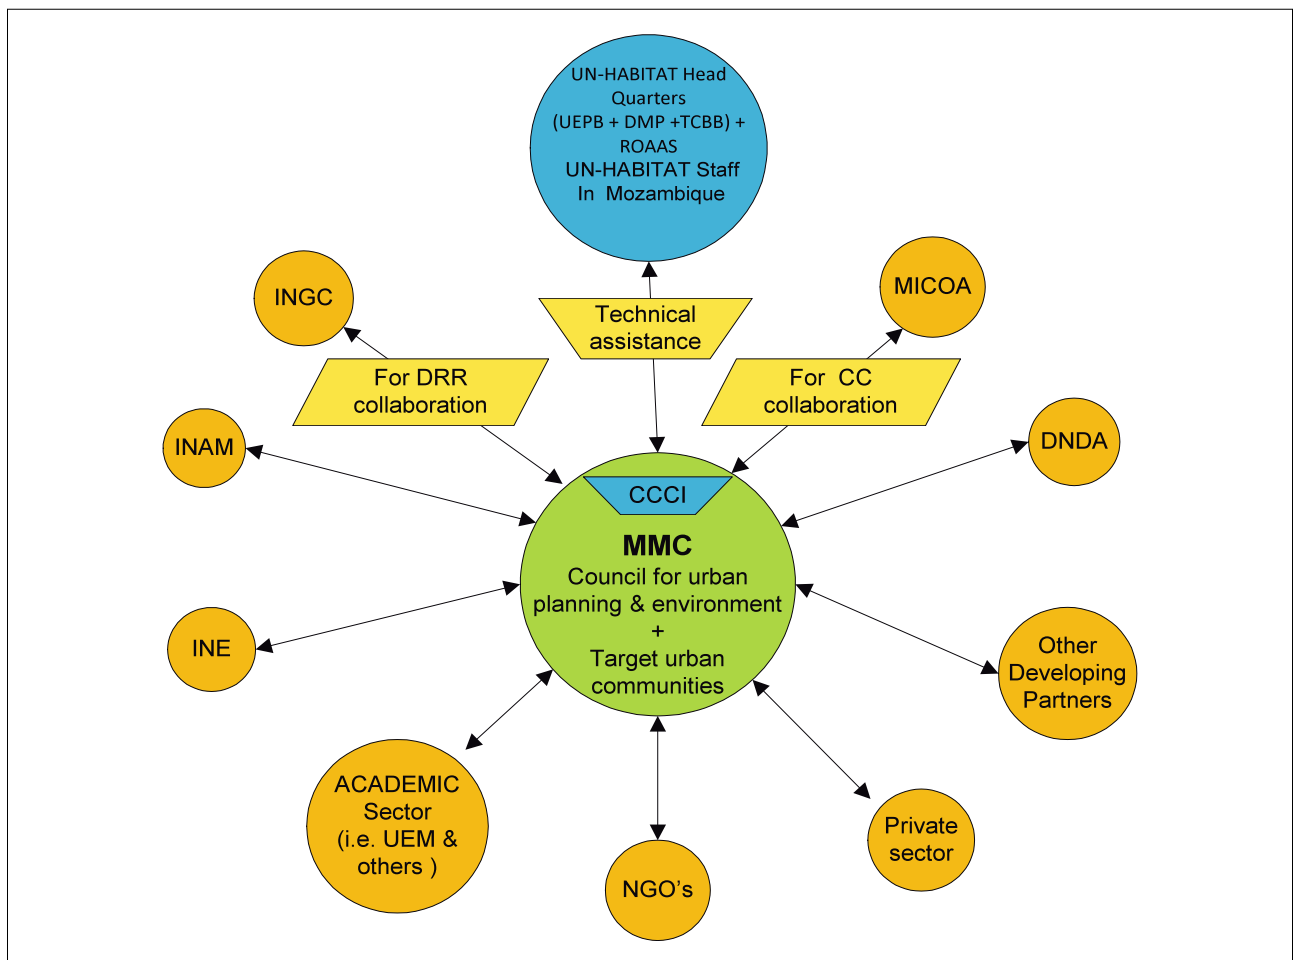 UN-HABITAT Head
Quarters
(UEPB + DMP +TCBB) +
ROAAS
UN-HABITAT Staff
In Mozambique
INGC
MICOA
Technical
assistance
For DRR
collaboration
For CC
collaboration
INAM
DNDA
CCCI
MMC
Council for urban
planning & environment
+
Target urban
communities
INE
Other
Developing
Partners
ACADEMIC
Sector
(i.e. UEM &
others )
Private
sector
NGO’s